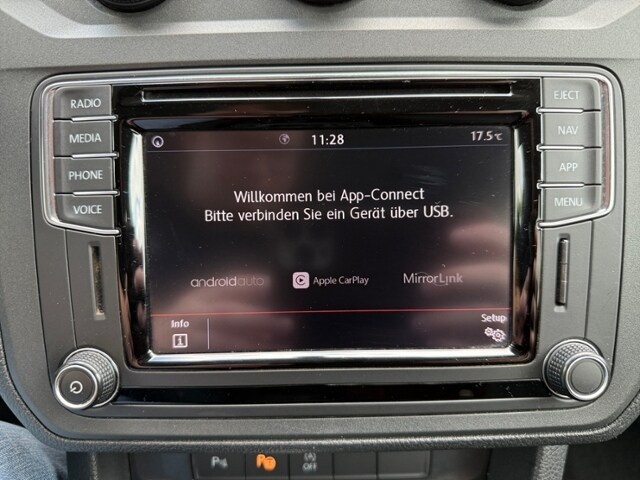 RADIO
MEDIA
PHONE
VOICE
EJECT
NAV
APP
MENU
11:28
17.5°C
Willkommen bei App-Connect
Bitte verbinden Sie ein Gerät über USB.
androidauto
Apple CarPlay
MirrorLink
Info
Setup
P
OFF